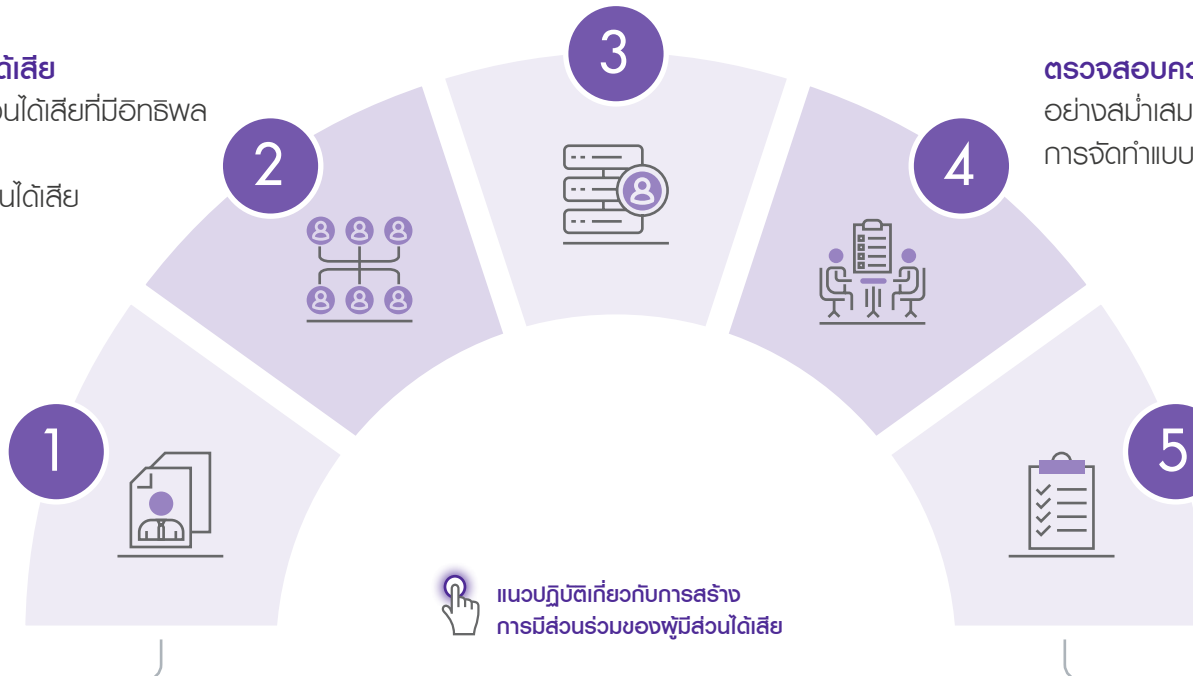 ได้เสีย
นได้เสียที่มีอิทธิพล
นได้เสีย
1
2
3
4
ตรวจสอบคว
อย่างสม่ำเสม
การจัดทำแบบ
5
แนวปฏิบัติเกี่ยวกับการสร้าง
การมีส่วนร่วมของผู้มีส่วนได้เสีย